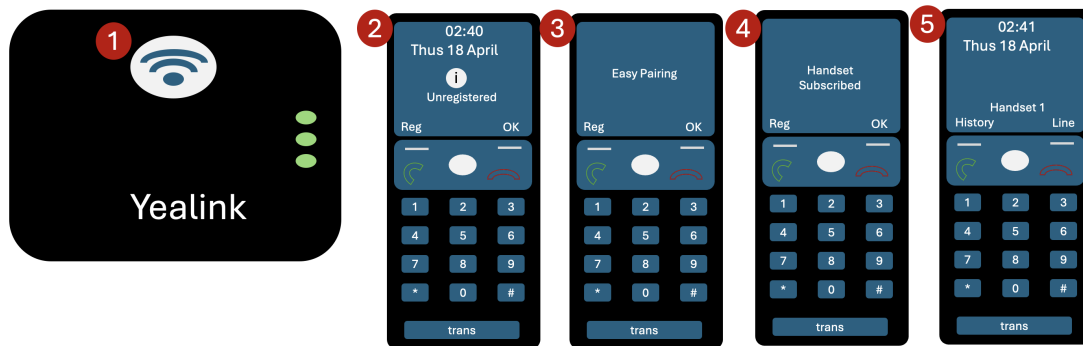 1
Yealink
2
02:40
Thus 18 April
i
Unregistered
Reg OK
1 2 3
4 5 6
7 8 9
* 0 #
trans
3
Easy Pairing
Reg OK
1 2 3
4 5 6
7 8 9
* 0 #
trans
4
Handset
Subscribed
Reg OK
1 2 3
4 5 6
7 8 9
* 0 #
trans
5
02:41
Thus 18 April
Handset 1
History Line
1 2 3
4 5 6
7 8 9
* 0 #
trans